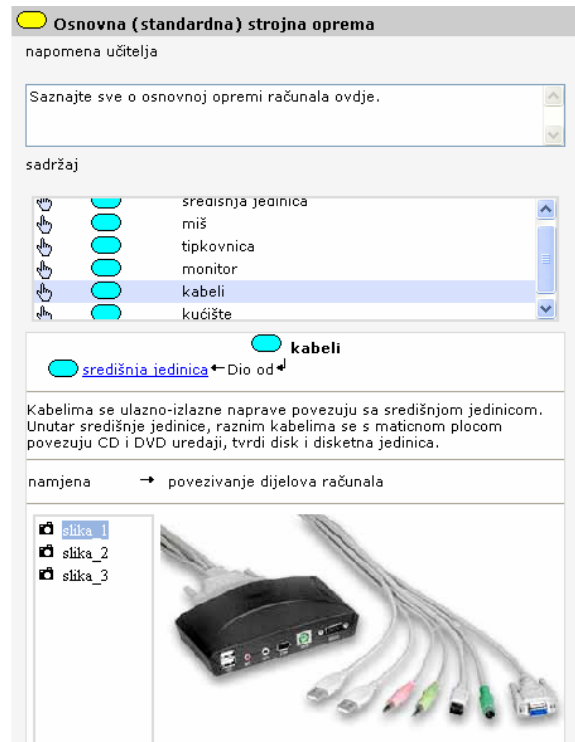 Osnovna (standardna) strojna oprema
napomena učitelja
Saznajte sve o osnovnoj opremi računala ovdje.
sadržaj
središnja jedinica
miš
tipkovnica
monitor
kabeli
kućište
kabeli
središnja jedinica ← Dio od ↲
Kabelima se ulazno-izlazne naprave povezuju sa središnjom jedinicom.
Unutar središnje jedinice, raznim kabelima se s maticnom plocom
povezuju CD i DVD uredaji, tvrdi disk i disketna jedinica.
namjena → povezivanje dijelova računala
slika_1
slika_2
slika_3